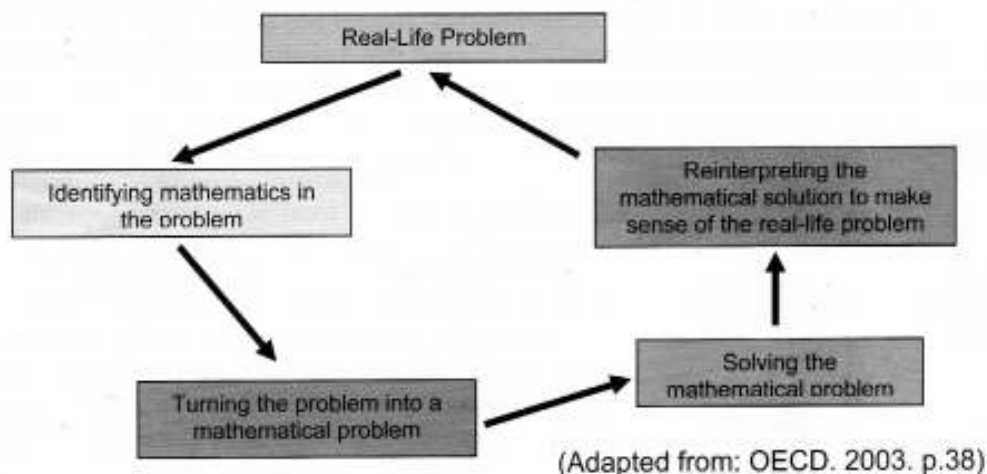 Real-Life Problem
Identifying mathematics in
the problem
Reinterpreting the
mathematical solution to make
sense of the real-life problem
Solving the
mathematical problem
Turning the problem into a
mathematical problem
(Adapted from: OECD. 2003. p.38)